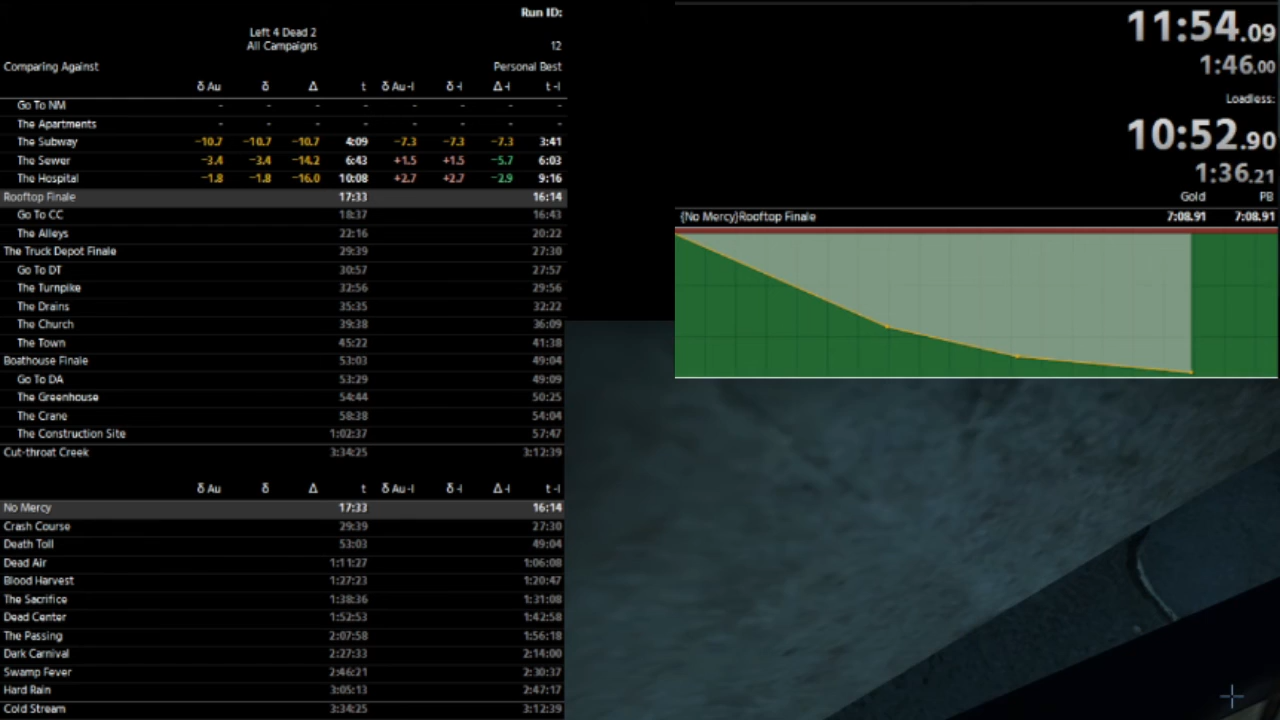 Run ID:
Left 4 Dead 2
All Campaigns 12
Comparing Against Personal Best
δ Au δ Δ t δ Au-I δ -I Δ -I t -I
Go To NM - - - - - - - -
The Apartments - - - - - - - -
The Subway −10.7 −10.7 −10.7 4:09 −7.3 −7.3 −7.3 3:41
The Sewer −3.4 −3.4 −14.2 6:43 +1.5 +1.5 −5.7 6:03
The Hospital −1.8 −1.8 −16.0 10:08 +2.7 +2.7 −2.9 9:16
Rooftop Finale 17:33 16:14
Go To CC 18:37 16:43
The Alleys 22:16 20:22
The Truck Depot Finale 29:39 27:30
Go To DT 30:57 27:57
The Turnpike 32:56 29:56
The Drains 35:35 32:22
The Church 39:38 36:09
The Town 45:22 41:38
Boathouse Finale 53:03 49:04
Go To DA 53:29 49:09
The Greenhouse 54:44 50:25
The Crane 58:38 54:04
The Construction Site 1:02:37 57:47
Cut-throat Creek 3:34:25 3:12:39
δ Au δ Δ t δ Au-I δ -I Δ -I t -I
No Mercy 17:33 16:14
Crash Course 29:39 27:30
Death Toll 53:03 49:04
Dead Air 1:11:27 1:06:08
Blood Harvest 1:27:23 1:20:47
The Sacrifice 1:38:36 1:31:08
Dead Center 1:52:53 1:42:58
The Passing 2:07:58 1:56:18
Dark Carnival 2:27:33 2:14:00
Swamp Fever 2:46:21 2:30:37
Hard Rain 3:05:13 2:47:17
Cold Stream 3:34:25 3:12:39
11:54.09
1:46.00
Loadless:
10:52.90
1:36.21
Gold PB
{No Mercy}Rooftop Finale 7:08.91 7:08.91